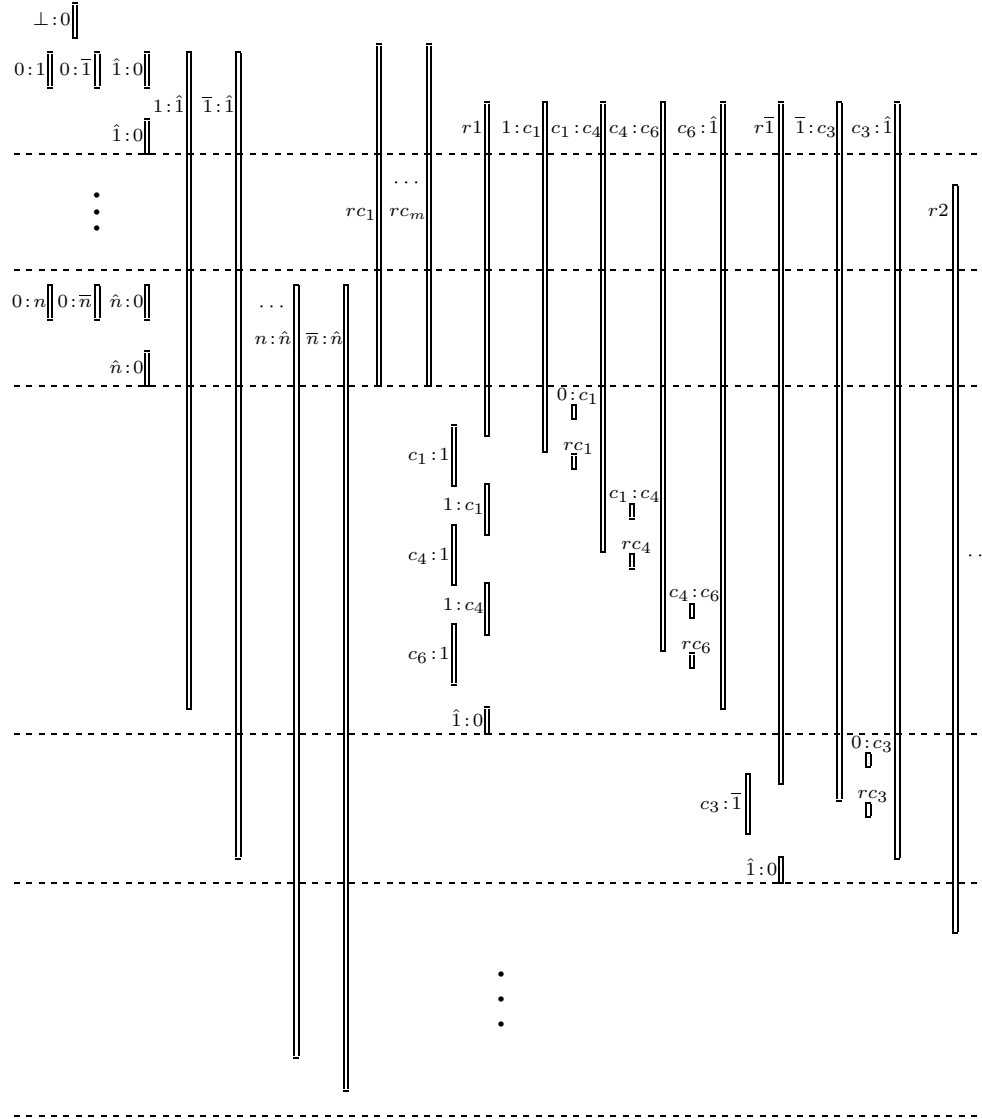 ⊥:0
0:1 0:1̅ 1̂:0
1:1̂ 1̅:1̂
1̂:0 r1 1:c₁ c₁:c₄ c₄:c₆ c₆:1̂ r1̅ 1̅:c₃ c₃:1̂
...
rc₁ rcₘ r2
0:n 0:n̅ n̂:0 ...
n:n̂ n̅:n̂
n̂:0
0:c₁
c₁:1 rc₁
1:c₁ c₁:c₄
c₄:1 rc₄ ..
1:c₄ c₄:c₆
c₆:1 rc₆
1̂:0
0:c₃
c₃:1̅ rc₃
1̂:0